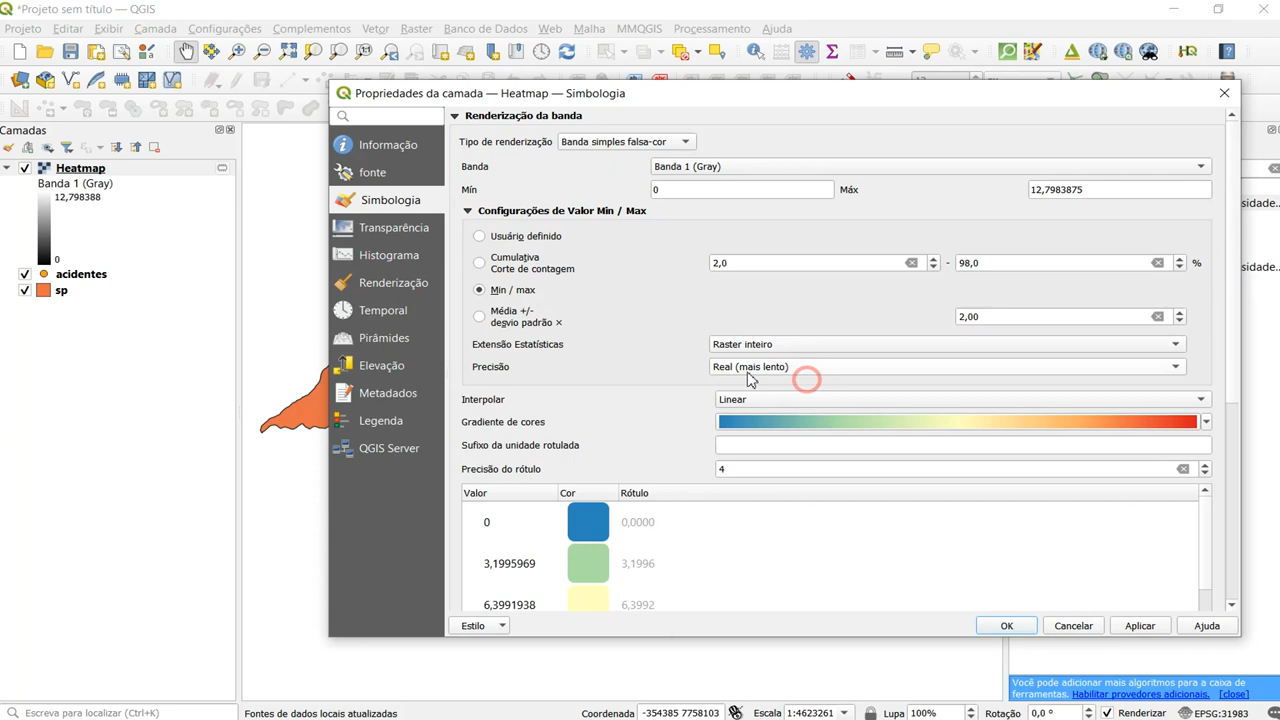 *Projeto sem título — QGIS
Projeto Editar Exibir Camada Configurações Complementos Vetor Raster Banco de Dados Web Malha MMQGIS Processamento Ajuda
Camadas
Heatmap
Banda 1 (Gray)
12,798388
0
acidentes
sp
Propriedades da camada — Heatmap — Simbologia
Informação
fonte
Simbologia
Transparência
Histograma
Renderização
Temporal
Pirâmides
Elevação
Metadados
Legenda
QGIS Server
Renderização da banda
Tipo de renderização Banda simples falsa-cor
Banda Banda 1 (Gray)
Mín 0 Máx 12,7983875
Configurações de Valor Min / Max
Usuário definido
Cumulativa
Corte de contagem 2,0 - 98,0 %
Min / max
Média +/-
desvio padrão × 2,00
Extensão Estatísticas Raster inteiro
Precisão Real (mais lento)
Interpolar Linear
Gradiente de cores
Sufixo da unidade rotulada
Precisão do rótulo 4
Valor Cor Rótulo
0 0,0000
3,1995969 3,1996
6,3991938 6,3992
Estilo OK Cancelar Aplicar Ajuda
Você pode adicionar mais algoritmos para a caixa de
ferramentas. Habilitar provedores adicionais. [close]
Escreva para localizar (Ctrl+K) Fontes de dados locais atualizadas Coordenada -354385 7758103 Escala 1:4623261 Lupa 100% Rotação 0,0 ° Renderizar EPSG:31983